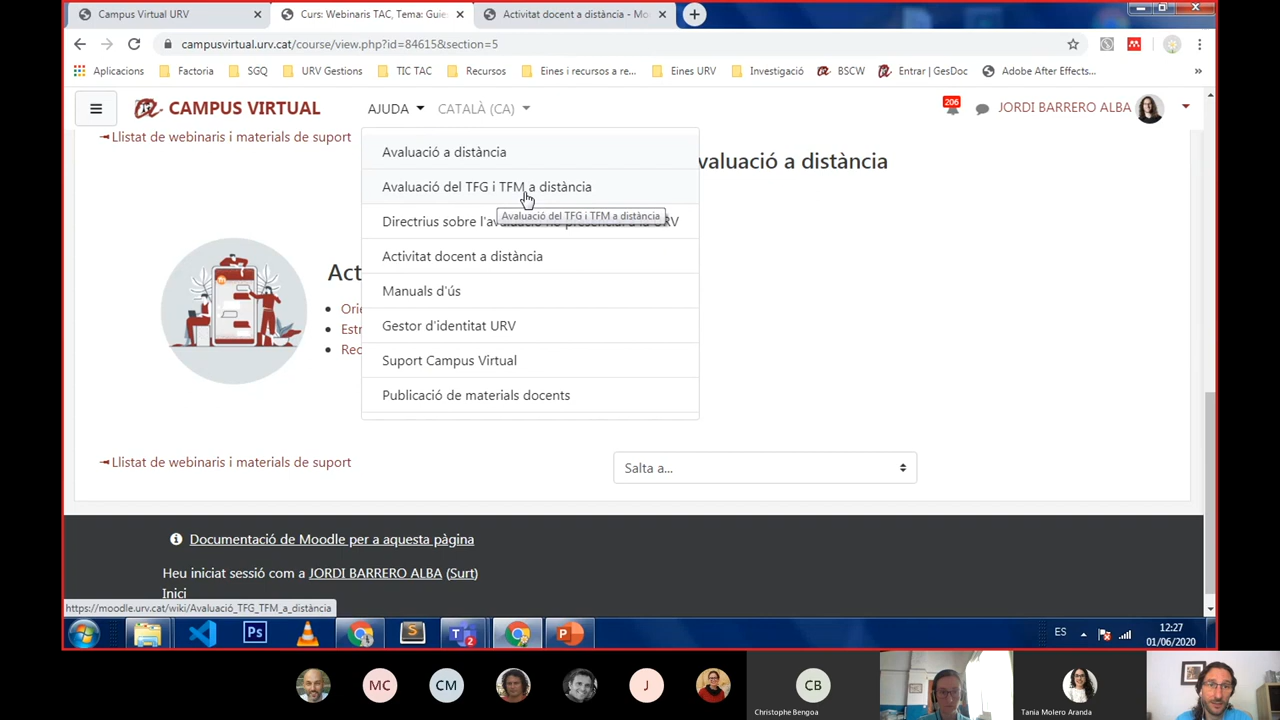 Campus Virtual URV
Curs: Webinaris TAC, Tema: Guie
Activitat docent a distància - Mo
campusvirtual.urv.cat/course/view.php?id=84615&section=5
Aplicacions
Factoria
SGQ
URV Gestions
TIC TAC
Recursos
Eines i recursos a re...
Eines URV
Investigació
BSCW
Entrar | GesDoc
Adobe After Effects...
»
CAMPUS VIRTUAL
AJUDA
CATALÀ (CA)
206
JORDI BARRERO ALBA
Llistat de webinaris i materials de suport
valuació a distància
Avaluació a distància
Avaluació del TFG i TFM a distància
Avaluació del TFG i TFM a distància
Directrius sobre l'avaluació no presencial a la URV
Activitat docent a distància
Manuals d'ús
Gestor d'identitat URV
Suport Campus Virtual
Publicació de materials docents
Act
Orie
Estr
Rec
Llistat de webinaris i materials de suport
Salta a...
Documentació de Moodle per a aquesta pàgina
Heu iniciat sessió com a JORDI BARRERO ALBA (Surt)
Inici
https://moodle.urv.cat/wiki/Avaluació_TFG_TFM_a_distància
Ps
S
2
P
ES
12:27
01/06/2020
MC
CM
J
CB
Christophe Bengoa
Tania Molero Aranda